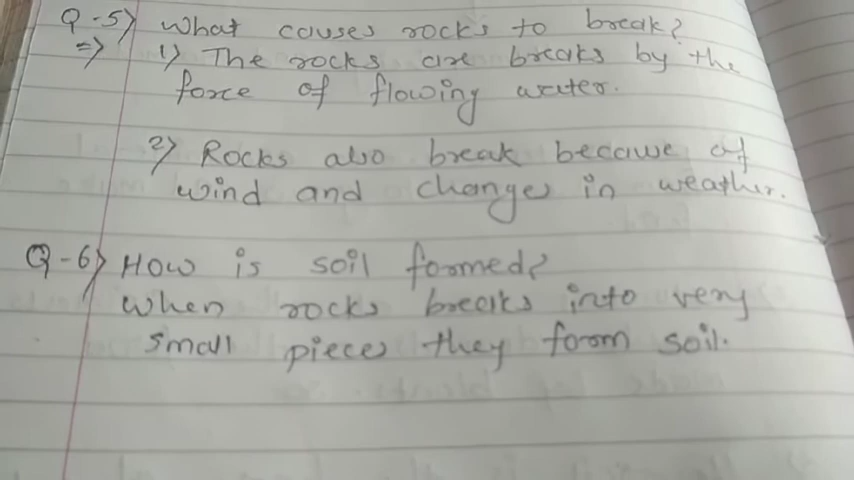 Q-5) What causes rocks to break?
=> 1) The rocks are breaks by the
force of flowing water.
2) Rocks also break because of
wind and changes in weather.
Q-6) How is soil formed?
When rocks breaks into very
small pieces they form soil.